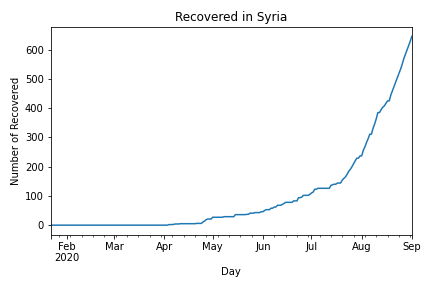 Recovered in Syria
Number of Recovered
600
500
400
300
200
100
0
Feb Mar Apr May Jun Jul Aug Sep
2020
Day